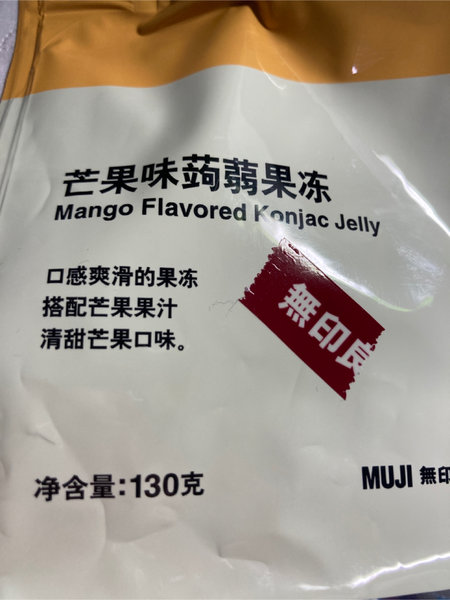 芒果味蒟蒻果冻
Mango Flavored Konjac Jelly
口感爽滑的果冻
搭配芒果果汁
清甜芒果口味。
無印良
净含量:130克
MUJI 無印